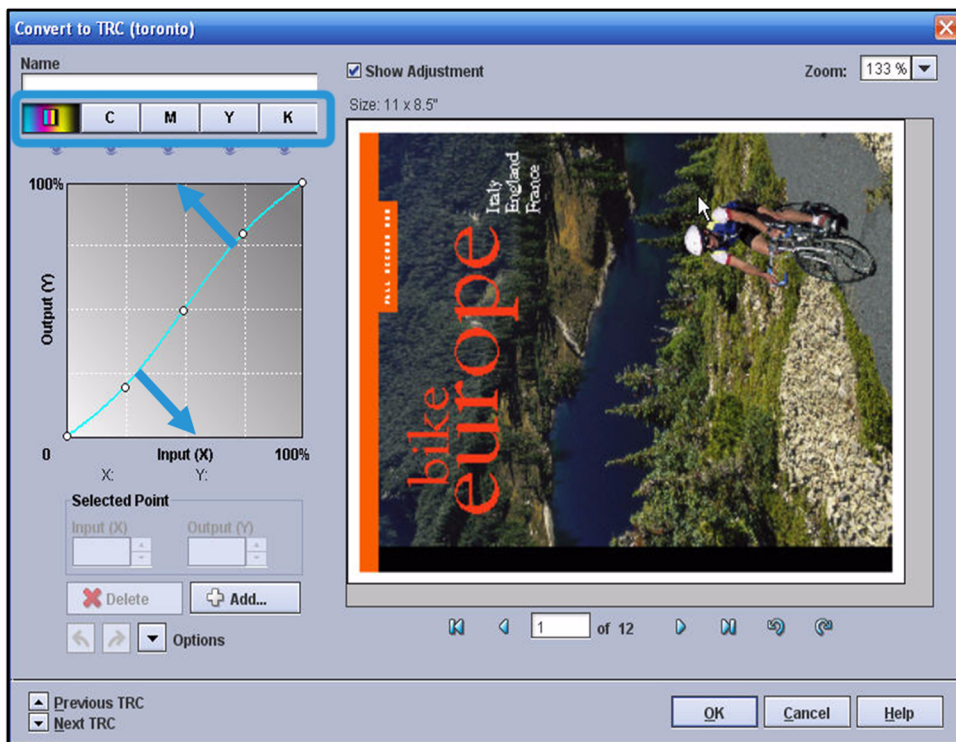 Convert to TRC (toronto)
Name
Show Adjustment
Zoom: 133 %
C M Y K
Size: 11 x 8.5"
100%
Output (Y)
0 Input (X) 100%
X: Y:
Selected Point
Input (X) Output (Y)
Delete Add...
Options
FALL RECORD
bike
europe
Italy
England
France
1 of 12
Previous TRC
Next TRC
OK Cancel Help